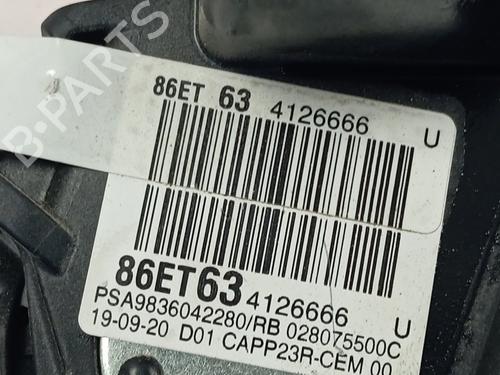 86ET 63 4126666 U
B-PARTS
86ET63 4126666 U
PSA9836042280/RB 028075500C
19-09-20 D01 CAPP23R-CEM 00